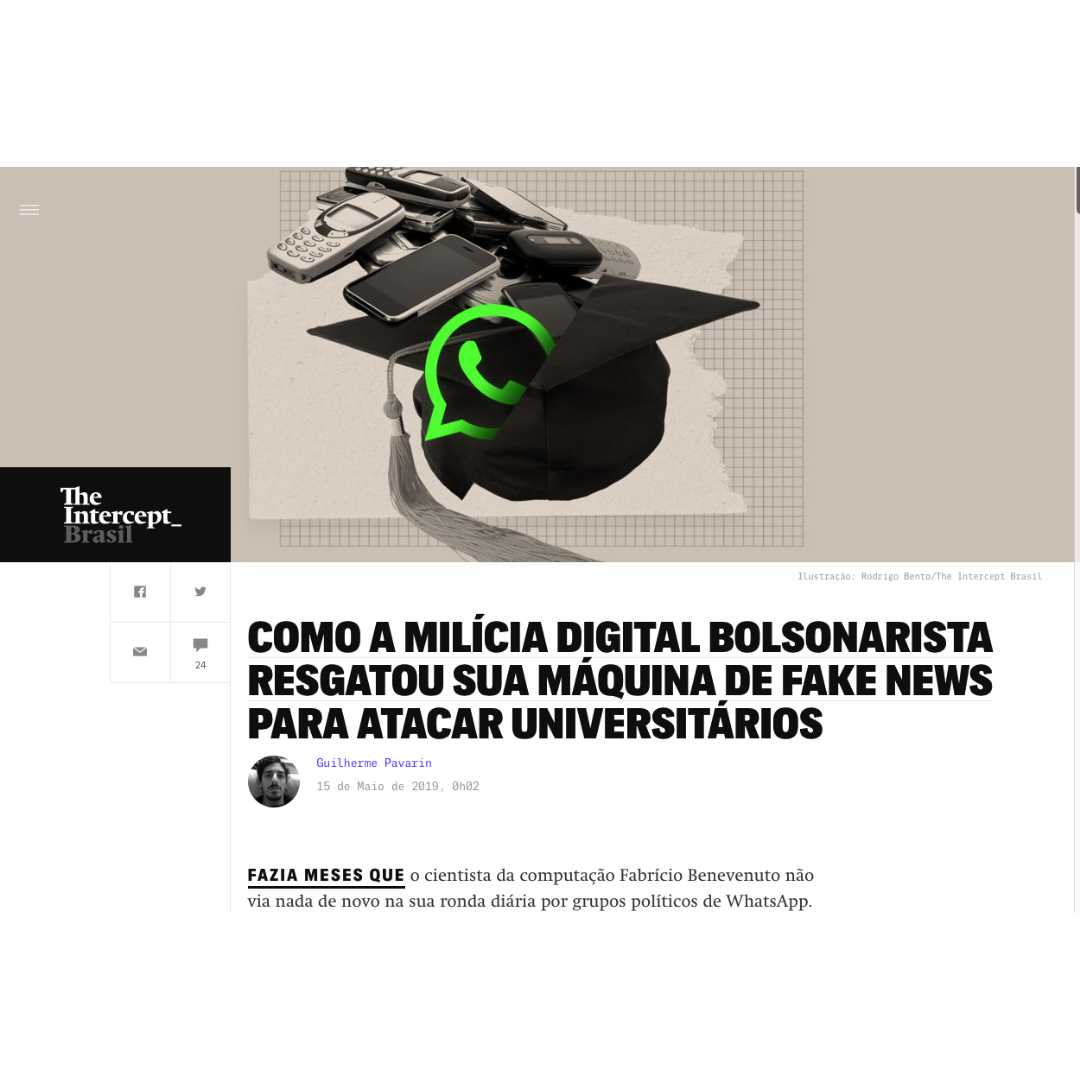 The
Intercept_
Brasil
Ilustração: Rodrigo Bento/The Intercept Brasil
24
COMO A MILÍCIA DIGITAL BOLSONARISTA
RESGATOU SUA MÁQUINA DE FAKE NEWS
PARA ATACAR UNIVERSITÁRIOS
Guilherme Pavarin
15 de Maio de 2019, 0h02
FAZIA MESES QUE o cientista da computação Fabrício Benevenuto não
via nada de novo na sua ronda diária por grupos políticos de WhatsApp.